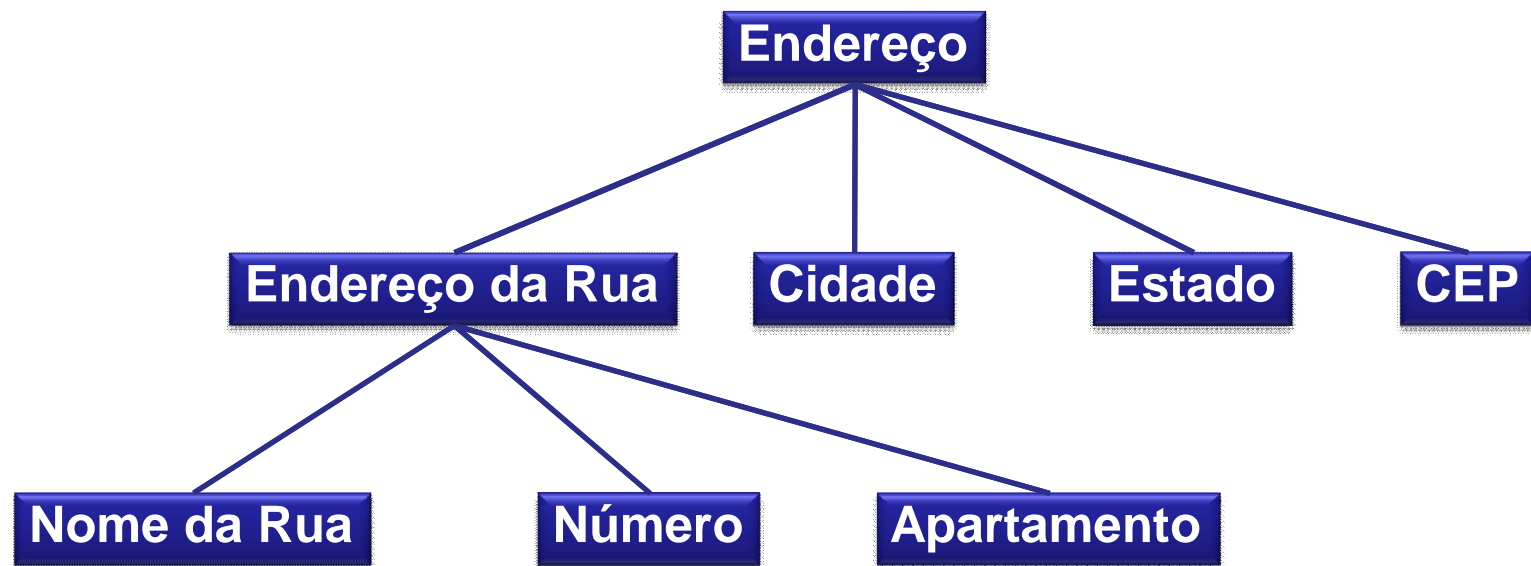 Endereço
Endereço da Rua
Cidade
Estado
CEP
Nome da Rua
Número
Apartamento